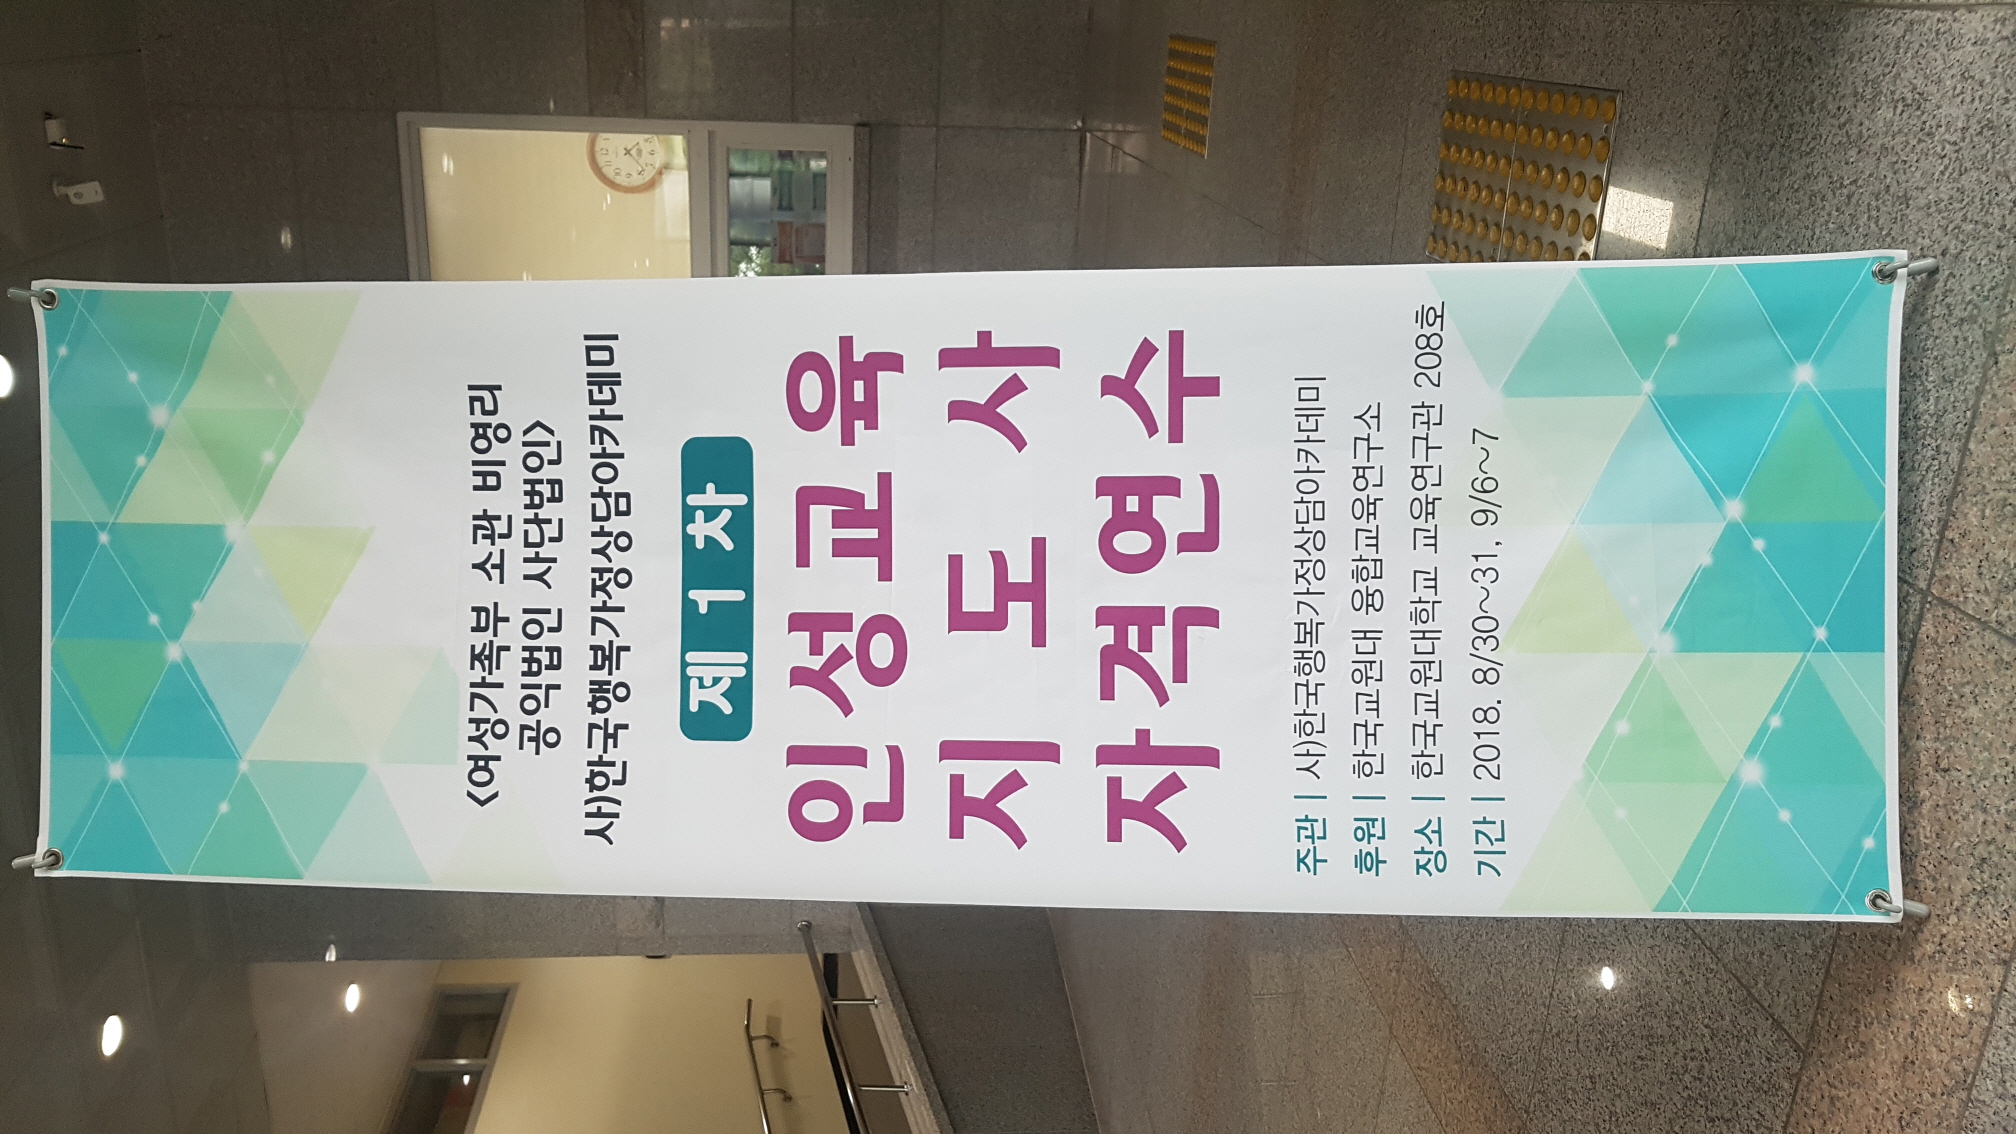 <여성가족부 소관 비영리
공익법인 사단법인>
사)한국행복가정상담아카데미
제 1 차
인성교육
지 도 사
자격연수
주관 | 사)한국행복가정상담아카데미
후원 | 한국교원대 융합교육연구소
장소 | 한국교원대학교 교육연구관 208호
기간 | 2018. 8/30~31, 9/6~7